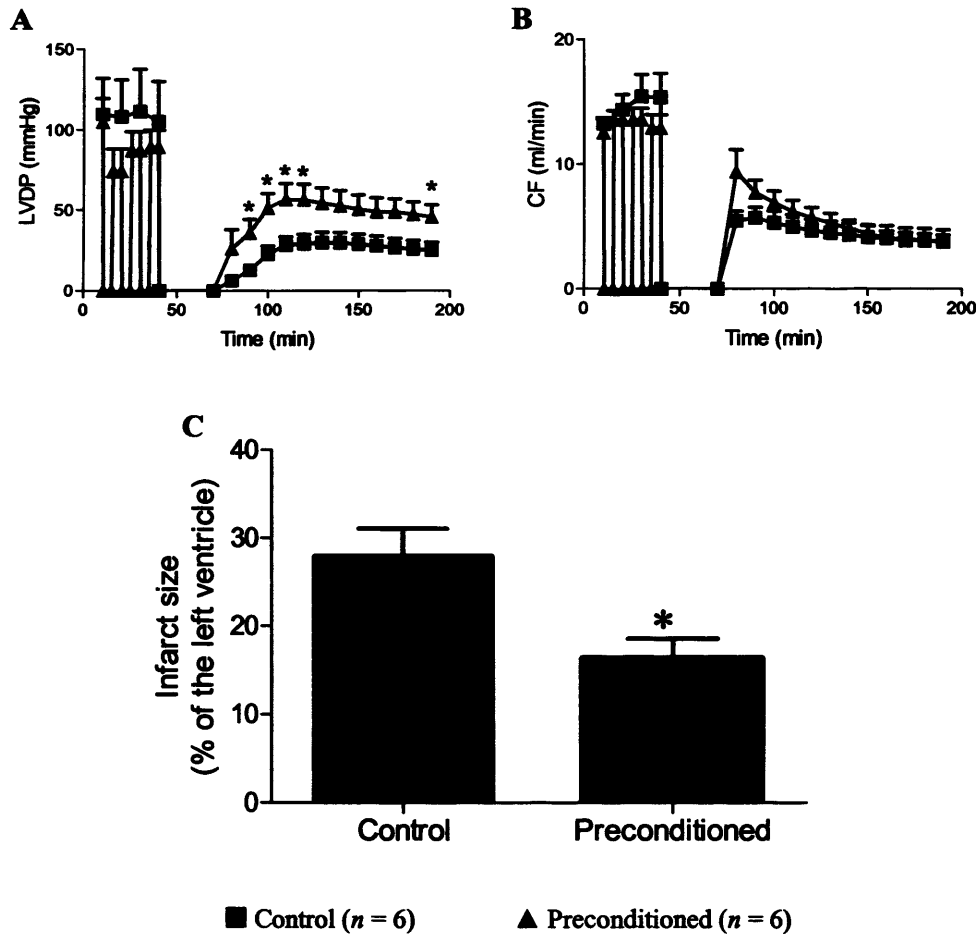 A
150
100
50
0
LVDP (mmHg)
* * * * *
0 50 100 150 200
Time (min)
B
20
15
10
5
0
CF (ml/min)
0 50 100 150 200
Time (min)
C
40
30
20
10
0
Infarct size
(% of the left ventricle)
*
Control Preconditioned
Control (n = 6) Preconditioned (n = 6)